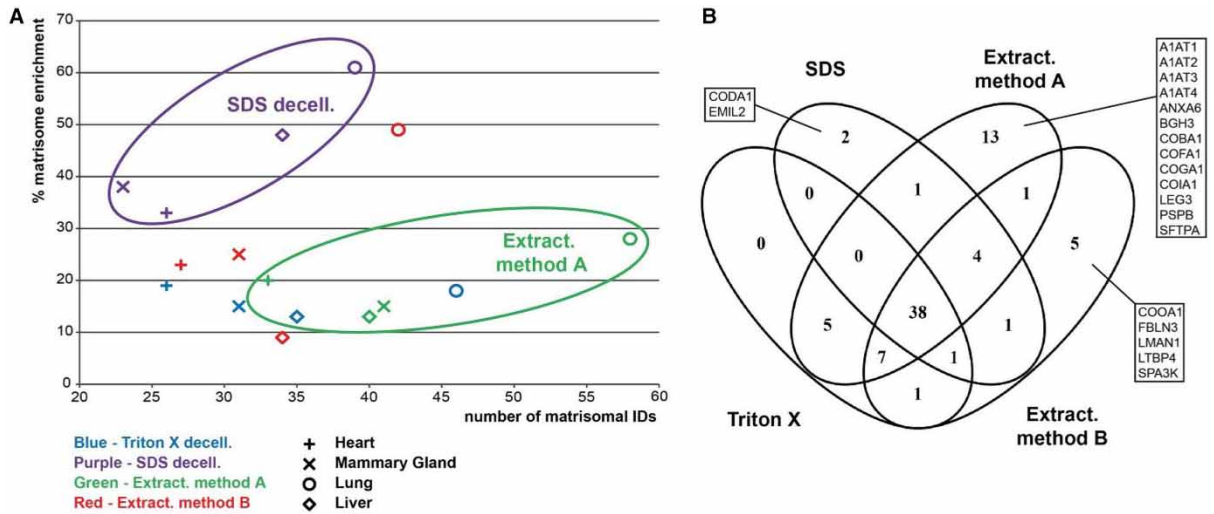 A
% matrisome enrichment
70
60
50
40
30
20
10
0
20
25
30
35
40
45
50
55
60
number of matrisomal IDs
SDS decell.
Extract.
method A
Blue - Triton X decell.
Purple - SDS decell.
Green - Extract. method A
Red - Extract. method B
Heart
Mammary Gland
Lung
Liver
B
SDS
Extract.
method A
Triton X
Extract.
method B
CODA1
EMIL2
2
13
0
1
1
0
0
4
5
5
38
1
7
1
1
A1AT1
A1AT2
A1AT3
A1AT4
ANXA6
BGH3
COBA1
COFA1
COGA1
COIA1
LEG3
PSPB
SFTPA
COOA1
FBLN3
LMAN1
LTBP4
SPA3K